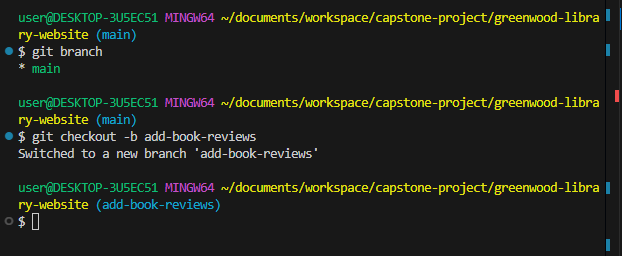 user@DESKTOP-3U5EC51 MINGW64 ~/documents/workspace/capstone-project/greenwood-libra
ry-website (main)
$ git branch
* main
user@DESKTOP-3U5EC51 MINGW64 ~/documents/workspace/capstone-project/greenwood-libra
ry-website (main)
$ git checkout -b add-book-reviews
Switched to a new branch 'add-book-reviews'
user@DESKTOP-3U5EC51 MINGW64 ~/documents/workspace/capstone-project/greenwood-libra
ry-website (add-book-reviews)
$